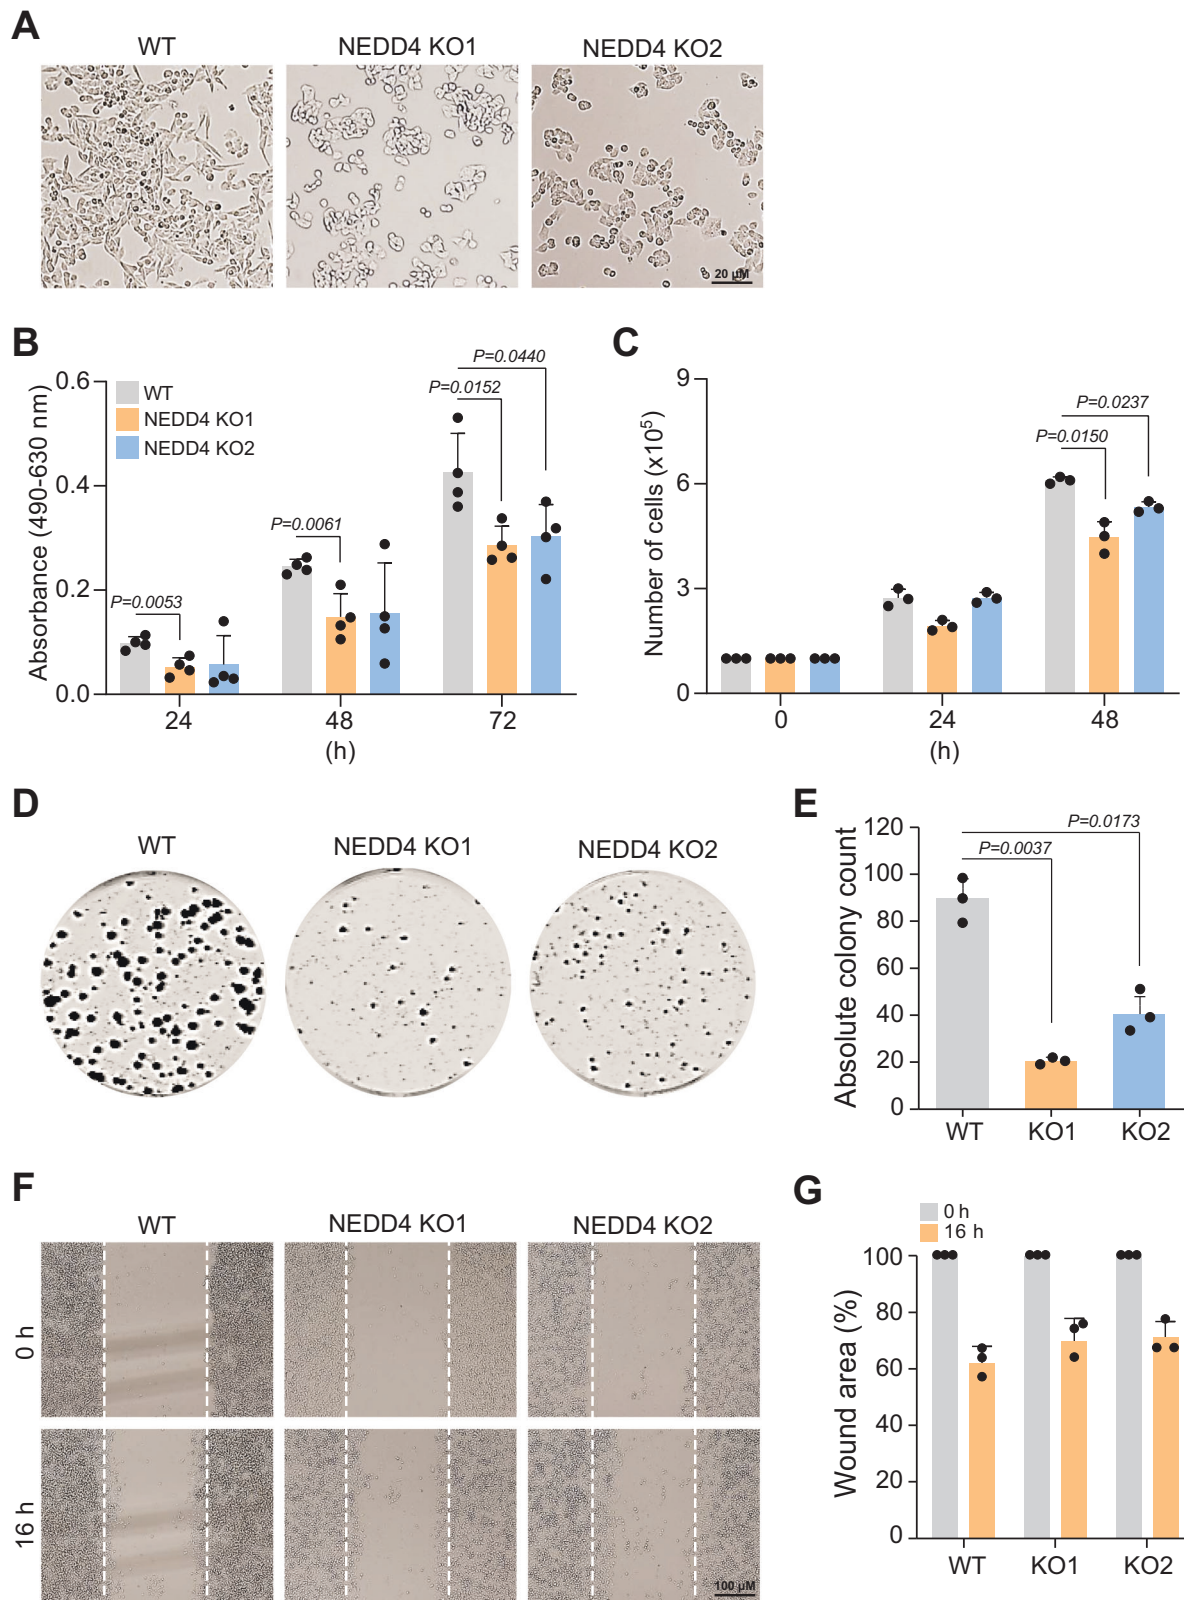 A
WT
NEDD4 KO1
NEDD4 KO2
20 µM
B
Absorbance (490-630 nm)
0.6
0.4
0.2
0.0
WT
NEDD4 KO1
NEDD4 KO2
P=0.0053
P=0.0061
P=0.0152
P=0.0440
24
48
72
(h)
C
Number of cells (x10⁵)
9
6
3
0
P=0.0237
P=0.0150
0
24
48
(h)
D
WT
NEDD4 KO1
NEDD4 KO2
E
Absolute colony count
120
100
80
60
40
20
0
P=0.0173
P=0.0037
WT
KO1
KO2
F
WT
NEDD4 KO1
NEDD4 KO2
0 h
16 h
100 µM
G
0 h
16 h
Wound area (%)
100
80
60
40
20
0
WT
KO1
KO2